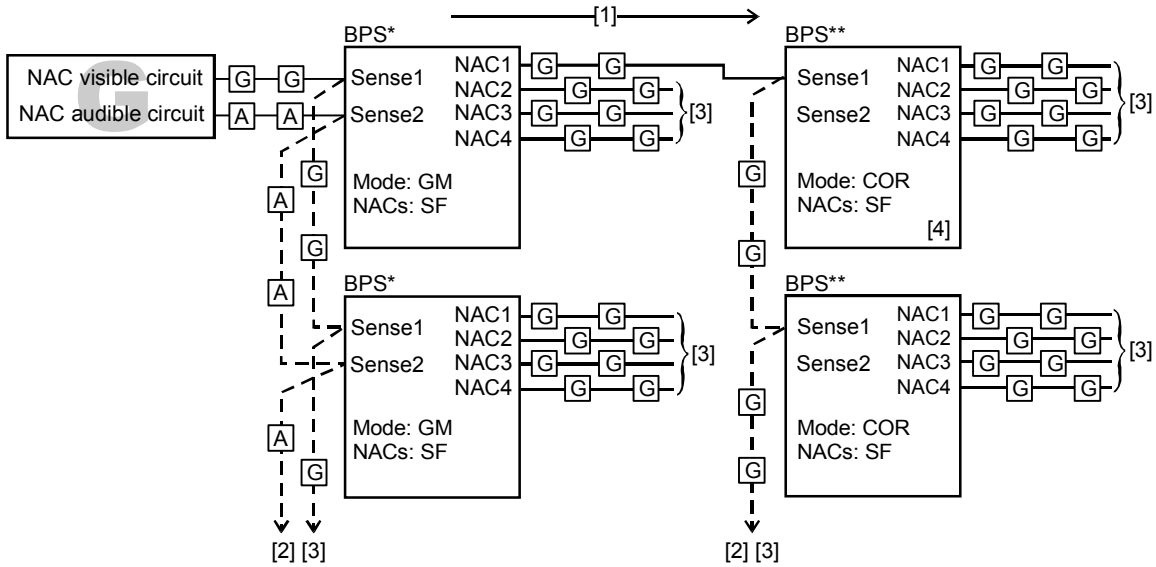 [1]
BPS*
BPS**
G
NAC visible circuit G G
NAC audible circuit A A
Sense1
Sense2
NAC1 G G
NAC2 G G
NAC3 G G
NAC4 G G
[3]
Mode: GM
NACs: SF
Sense1
Sense2
NAC1 G G
NAC2 G G
NAC3 G G
NAC4 G G
[3]
Mode: COR
NACs: SF
[4]
A
G
A
G
G
G
BPS*
Sense1
Sense2
NAC1 G G
NAC2 G G
NAC3 G G
NAC4 G G
[3]
Mode: GM
NACs: SF
BPS**
Sense1
Sense2
NAC1 G G
NAC2 G G
NAC3 G G
NAC4 G G
[3]
Mode: COR
NACs: SF
A
G
G
G
[2] [3]
[2] [3]